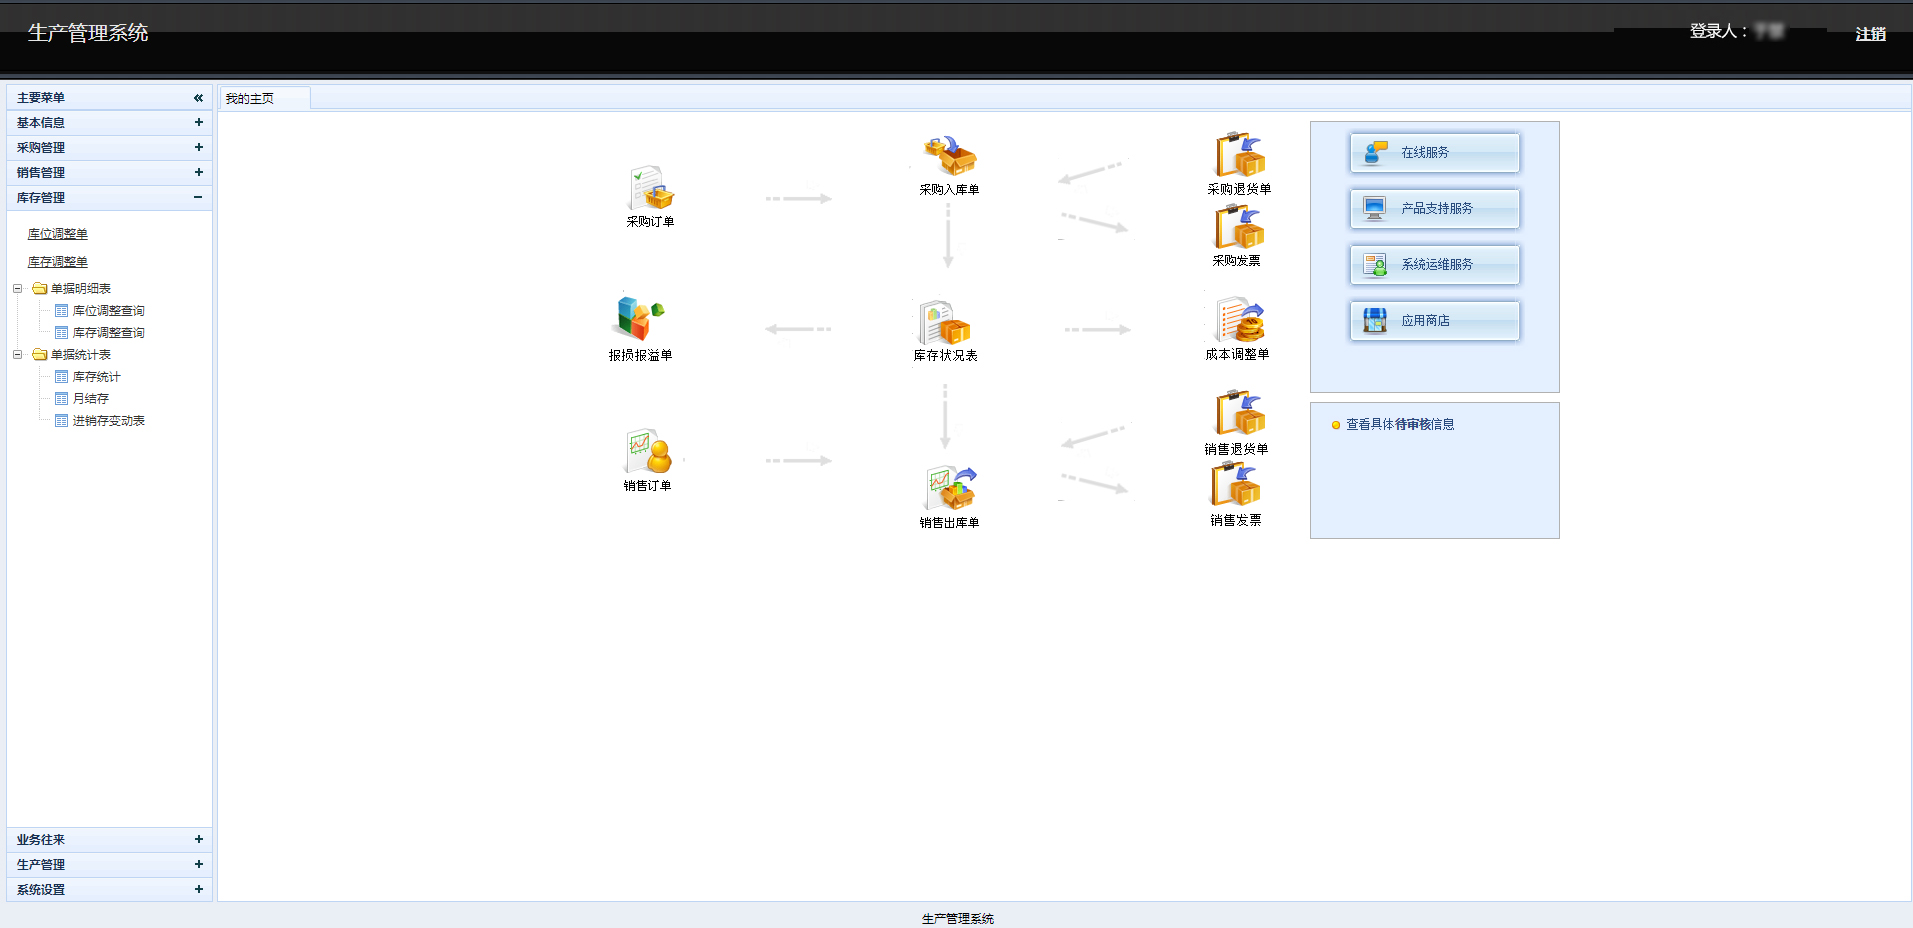 生产管理系统
登录人：
注销
主要菜单
基本信息
采购管理
销售管理
库存管理
库位调整单
库存调整单
单据明细表
库位调整查询
库存调整查询
单据统计表
库存统计
月结存
进销存变动表
业务往来
生产管理
系统设置
我的主页
采购订单
采购入库单
采购退货单
采购发票
报损报溢单
库存状况表
成本调整单
销售订单
销售出库单
销售退货单
销售发票
在线服务
产品支持服务
系统运维服务
应用商店
查看具体待审核信息
生产管理系统